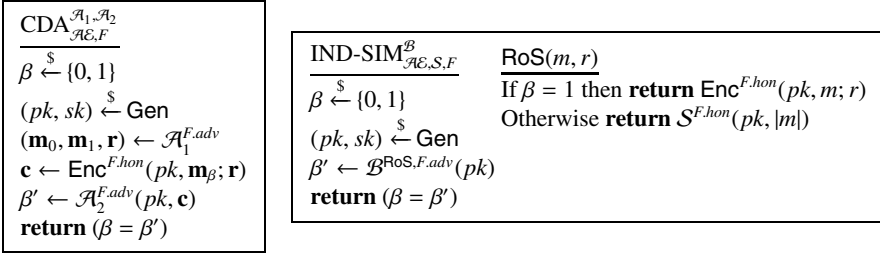 CDA^{𝒜₁,𝒜₂}_{𝒜ℰ,F}
β ←$ {0, 1}
(pk, sk) ←$ Gen
(m₀, m₁, r) ← 𝒜₁^{F.adv}
c ← Enc^{F.hon}(pk, m_β; r)
β′ ← 𝒜₂^{F.adv}(pk, c)
return (β = β′)
IND-SIM^{ℬ}_{𝒜ℰ,𝒮,F}
β ←$ {0, 1}
(pk, sk) ←$ Gen
β′ ← ℬ^{RoS,F.adv}(pk)
return (β = β′)
RoS(m, r)
If β = 1 then return Enc^{F.hon}(pk, m; r)
Otherwise return 𝒮^{F.hon}(pk, |m|)